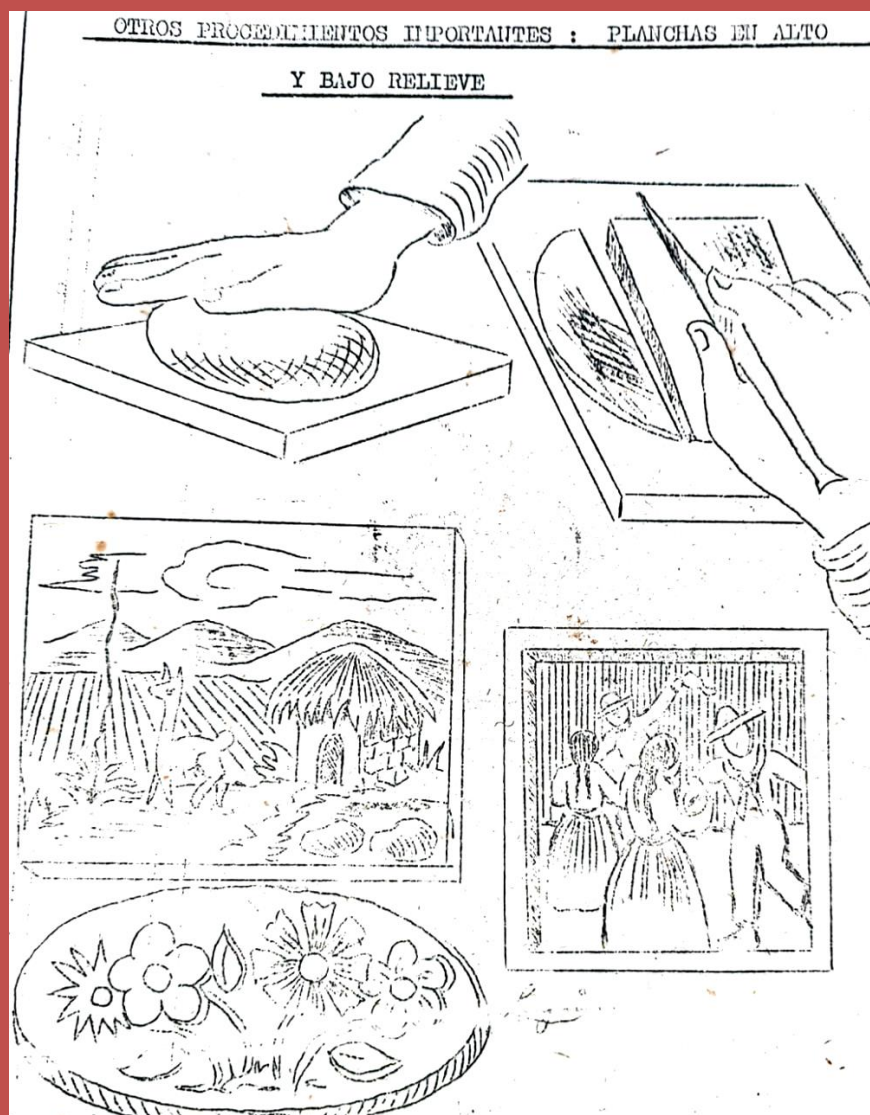 OTROS PROCEDIMIENTOS IMPORTANTES : PLANCHAS EN ALTO
Y BAJO RELIEVE